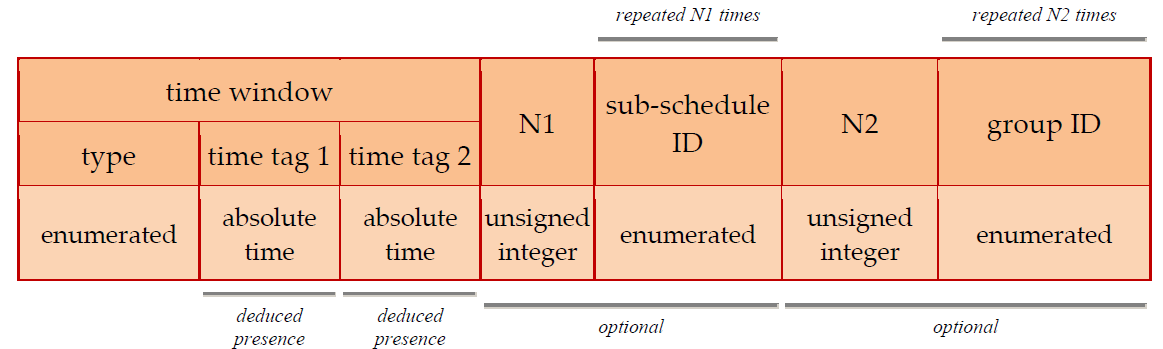 repeated N1 times
repeated N2 times
time window
N1
sub-schedule
ID
N2
group ID
type
time tag 1
time tag 2
enumerated
absolute
time
absolute
time
unsigned
integer
enumerated
unsigned
integer
enumerated
deduced
presence
deduced
presence
optional
optional